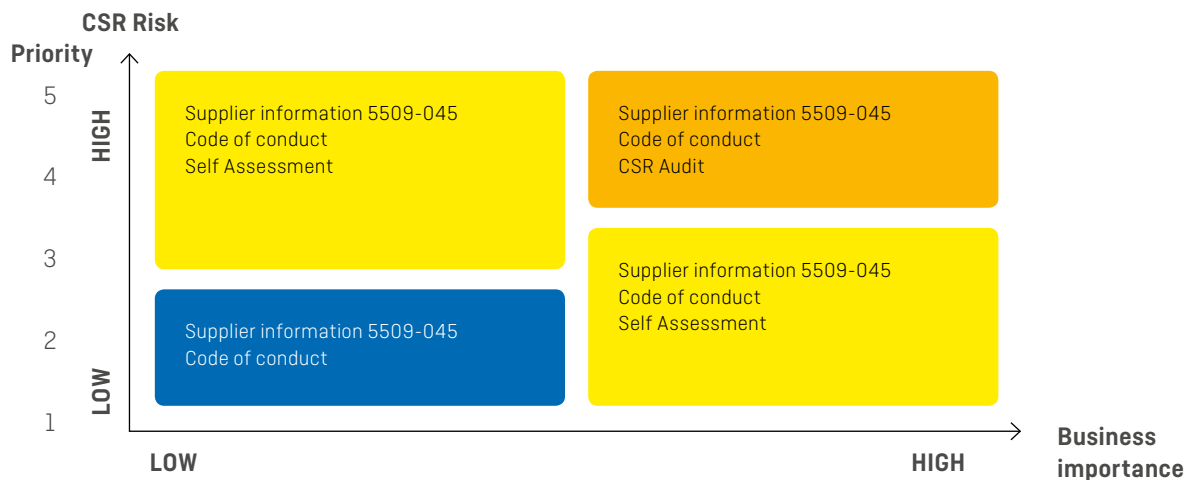 CSR Risk
Priority
5
HIGH
4
3
2
LOW
1
Supplier information 5509-045
Code of conduct
Self Assessment
Supplier information 5509-045
Code of conduct
CSR Audit
Supplier information 5509-045
Code of conduct
Supplier information 5509-045
Code of conduct
Self Assessment
LOW
HIGH
Business
importance